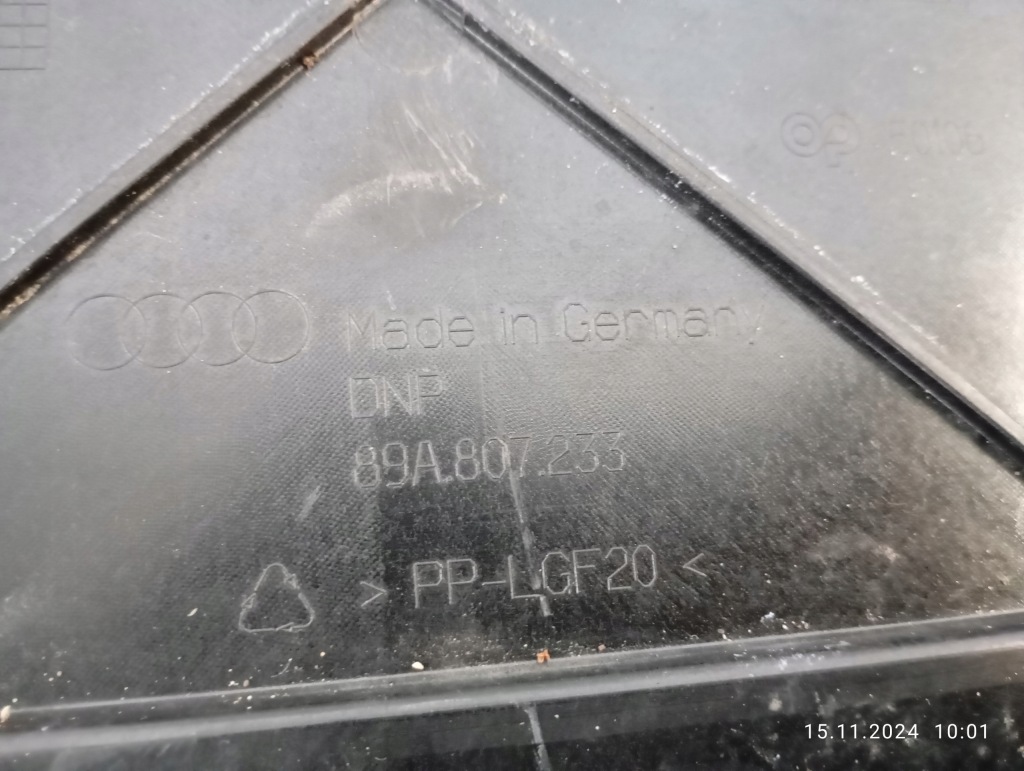 Made in Germany
DNP
89A.807.233
> PP-LGF20 <
15.11.2024 10:01